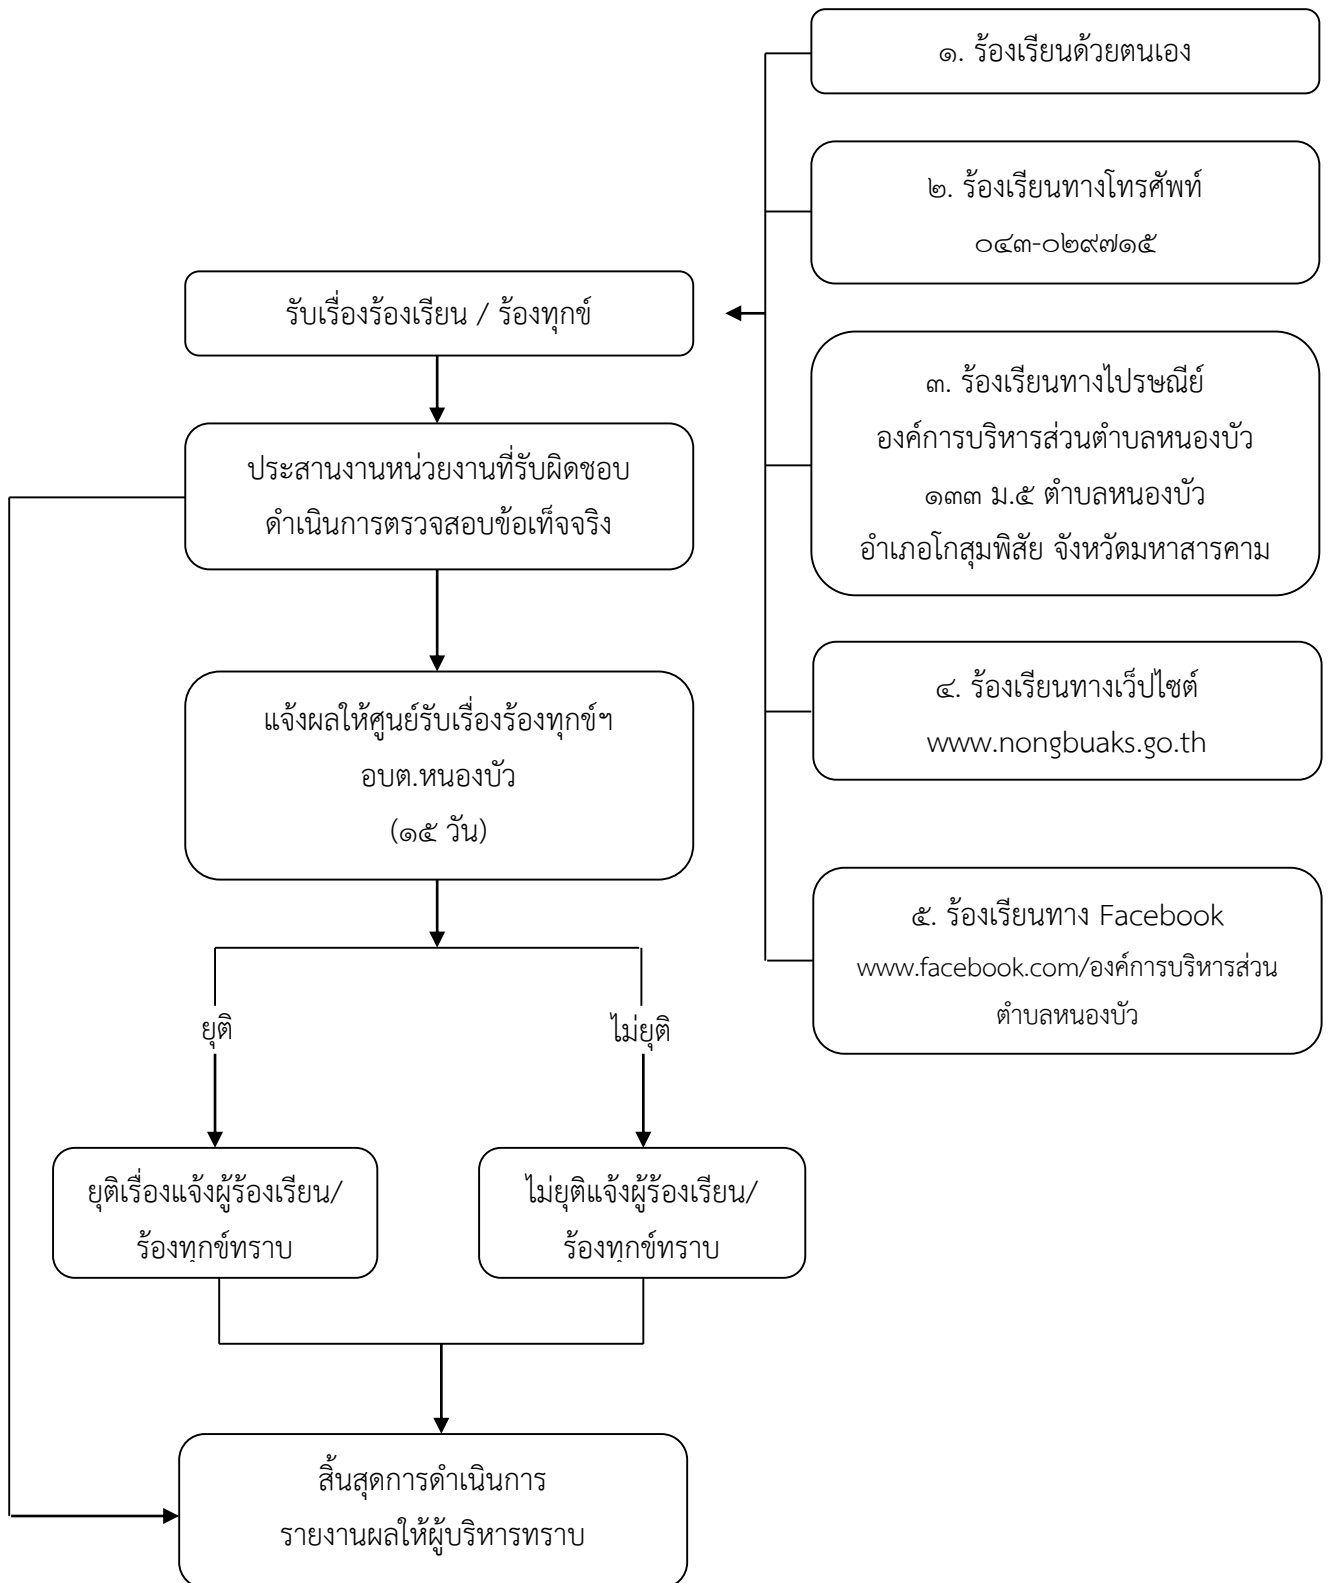 ๑. ร้องเรียนด้วยตนเอง
๒. ร้องเรียนทางโทรศัพท์
๐๔๓-๐๒๙๗๑๕
รับเรื่องร้องเรียน / ร้องทุกข์
๓. ร้องเรียนทางไปรษณีย์
องค์การบริหารส่วนตำบลหนองบัว
๑๓๓ ม.๕ ตำบลหนองบัว
อำเภอโกสุมพิสัย จังหวัดมหาสารคาม
ประสานงานหน่วยงานที่รับผิดชอบ
ดำเนินการตรวจสอบข้อเท็จจริง
๔. ร้องเรียนทางเว็ปไซต์
www.nongbuaks.go.th
แจ้งผลให้ศูนย์รับเรื่องร้องทุกข์ฯ
อบต.หนองบัว
(๑๕ วัน)
๕. ร้องเรียนทาง Facebook
www.facebook.com/องค์การบริหารส่วน
ตำบลหนองบัว
ยุติ
ไม่ยุติ
ยุติเรื่องแจ้งผู้ร้องเรียน/
ร้องทุกข์ทราบ
ไม่ยุติแจ้งผู้ร้องเรียน/
ร้องทุกข์ทราบ
สิ้นสุดการดำเนินการ
รายงานผลให้ผู้บริหารทราบ